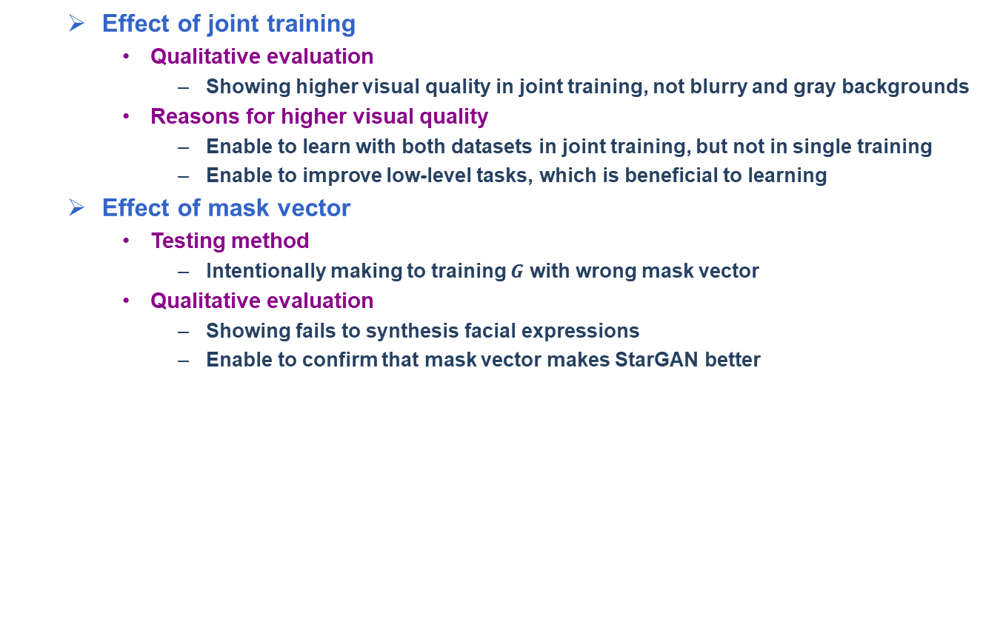 ➢ Effect of joint training
• Qualitative evaluation
– Showing higher visual quality in joint training, not blurry and gray backgrounds
• Reasons for higher visual quality
– Enable to learn with both datasets in joint training, but not in single training
– Enable to improve low-level tasks, which is beneficial to learning
➢ Effect of mask vector
• Testing method
– Intentionally making to training G with wrong mask vector
• Qualitative evaluation
– Showing fails to synthesis facial expressions
– Enable to confirm that mask vector makes StarGAN better